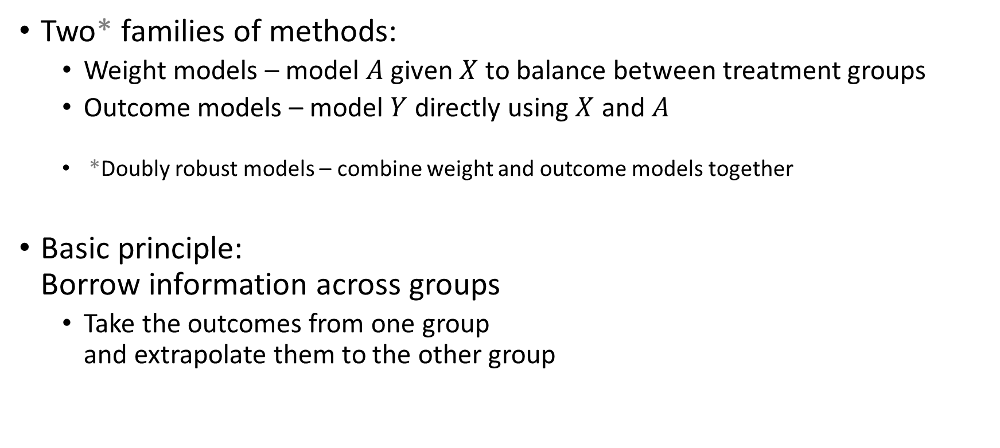 • Two* families of methods:
• Weight models – model A given X to balance between treatment groups
• Outcome models – model Y directly using X and A
• *Doubly robust models – combine weight and outcome models together
• Basic principle:
Borrow information across groups
• Take the outcomes from one group
and extrapolate them to the other group